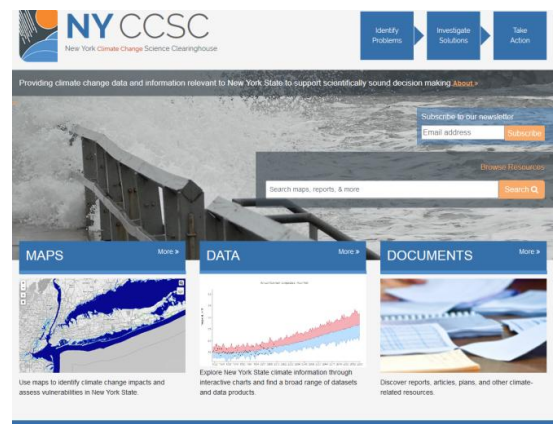 NY CCSC
New York Climate Change Science Clearinghouse
Identify
Problems
Investigate
Solutions
Take
Action
Providing climate change data and information relevant to New York State to support scientifically sound decision making. About »
Subscribe to our newsletter
Email address
Subscribe
Browse Resources
Search maps, reports, & more
Search
MAPS
More »
DATA
More »
DOCUMENTS
More »
Use maps to identify climate change impacts and
assess vulnerabilities in New York State.
Explore New York State climate information through
interactive charts and find a broad range of datasets
and data products.
Discover reports, articles, plans, and other climate-
related resources.